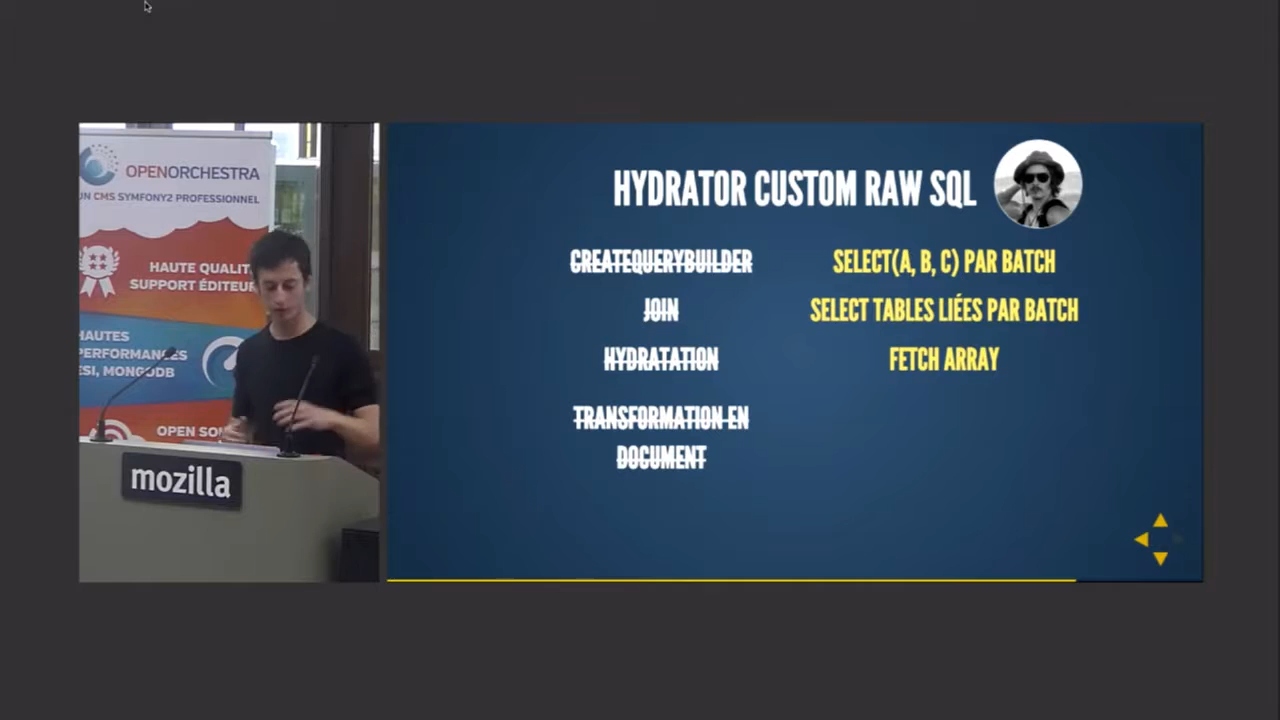 OPENORCHESTRA
ON CMS SYMFONY2 PROFESSIONNEL
HAUTE QUALIT
SUPPORT ÉDITEUR
HAUTES
PERFORMANCES
ESI, MONGODB
OPEN SO
mozilla
HYDRATOR CUSTOM RAW SQL
CREATEQUERYBUILDER
SELECT(A, B, C) PAR BATCH
JOIN
SELECT TABLES LIÉES PAR BATCH
HYDRATATION
FETCH ARRAY
TRANSFORMATION EN
DOCUMENT